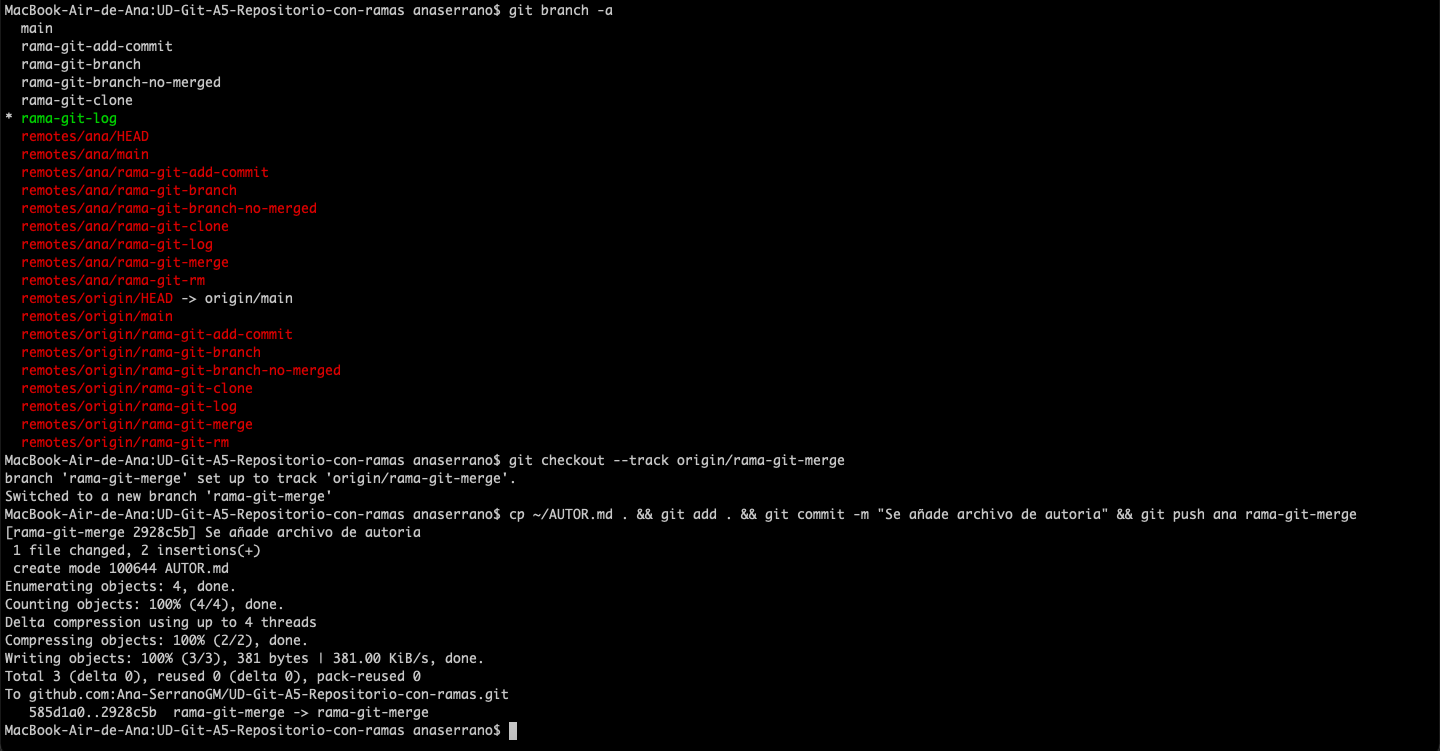 MacBook-Air-de-Ana:UD-Git-A5-Repositorio-con-ramas anaserrano$ git branch -a
  main
  rama-git-add-commit
  rama-git-branch
  rama-git-branch-no-merged
  rama-git-clone
* rama-git-log
  remotes/ana/HEAD
  remotes/ana/main
  remotes/ana/rama-git-add-commit
  remotes/ana/rama-git-branch
  remotes/ana/rama-git-branch-no-merged
  remotes/ana/rama-git-clone
  remotes/ana/rama-git-log
  remotes/ana/rama-git-merge
  remotes/ana/rama-git-rm
  remotes/origin/HEAD -> origin/main
  remotes/origin/main
  remotes/origin/rama-git-add-commit
  remotes/origin/rama-git-branch
  remotes/origin/rama-git-branch-no-merged
  remotes/origin/rama-git-clone
  remotes/origin/rama-git-log
  remotes/origin/rama-git-merge
  remotes/origin/rama-git-rm
MacBook-Air-de-Ana:UD-Git-A5-Repositorio-con-ramas anaserrano$ git checkout --track origin/rama-git-merge
branch 'rama-git-merge' set up to track 'origin/rama-git-merge'.
Switched to a new branch 'rama-git-merge'
MacBook-Air-de-Ana:UD-Git-A5-Repositorio-con-ramas anaserrano$ cp ~/AUTOR.md . && git add . && git commit -m "Se añade archivo de autoria" && git push ana rama-git-merge
[rama-git-merge 2928c5b] Se añade archivo de autoria
 1 file changed, 2 insertions(+)
 create mode 100644 AUTOR.md
Enumerating objects: 4, done.
Counting objects: 100% (4/4), done.
Delta compression using up to 4 threads
Compressing objects: 100% (2/2), done.
Writing objects: 100% (3/3), 381 bytes | 381.00 KiB/s, done.
Total 3 (delta 0), reused 0 (delta 0), pack-reused 0
To github.com:Ana-SerranoGM/UD-Git-A5-Repositorio-con-ramas.git
   585d1a0..2928c5b  rama-git-merge -> rama-git-merge
MacBook-Air-de-Ana:UD-Git-A5-Repositorio-con-ramas anaserrano$